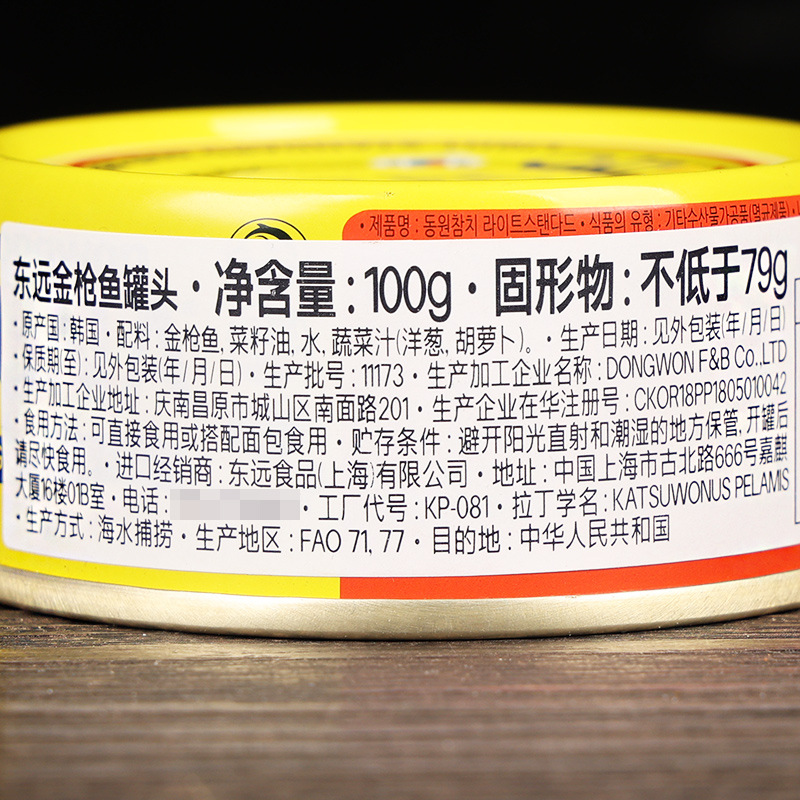 • 제품명 : 동원참치 라이트스탠다드 • 식품의 유형 : 기타수산물가공품(멸균제품) •
东远金枪鱼罐头 • 净含量 : 100g • 固形物 : 不低于79g
• 原产国 : 韩国 • 配料 : 金枪鱼, 菜籽油, 水, 蔬菜汁(洋葱, 胡萝卜)。 • 生产日期 : 见外包装(年/月/日)
• 保质期(至) : 见外包装(年/月/日) • 生产批号 : 11173 • 生产加工企业名称 : DONGWON F&B Co.,LTD
• 生产加工企业地址 : 庆南昌原市城山区南面路201 • 生产企业在华注册号 : CKOR18PP1805010042
• 食用方法 : 可直接食用或搭配面包食用 • 贮存条件 : 避开阳光直射和潮湿的地方保管, 开罐后
请尽快食用。 • 进口经销商 : 东远食品(上海)有限公司 • 地址 : 中国上海市古北路666号嘉麒
大厦16楼01B室 • 电话 : • 工厂代号 : KP-081 • 拉丁学名 : KATSUWONUS PELAMIS
• 生产方式 : 海水捕捞 • 生产地区 : FAO 71, 77 • 目的地 : 中华人民共和国